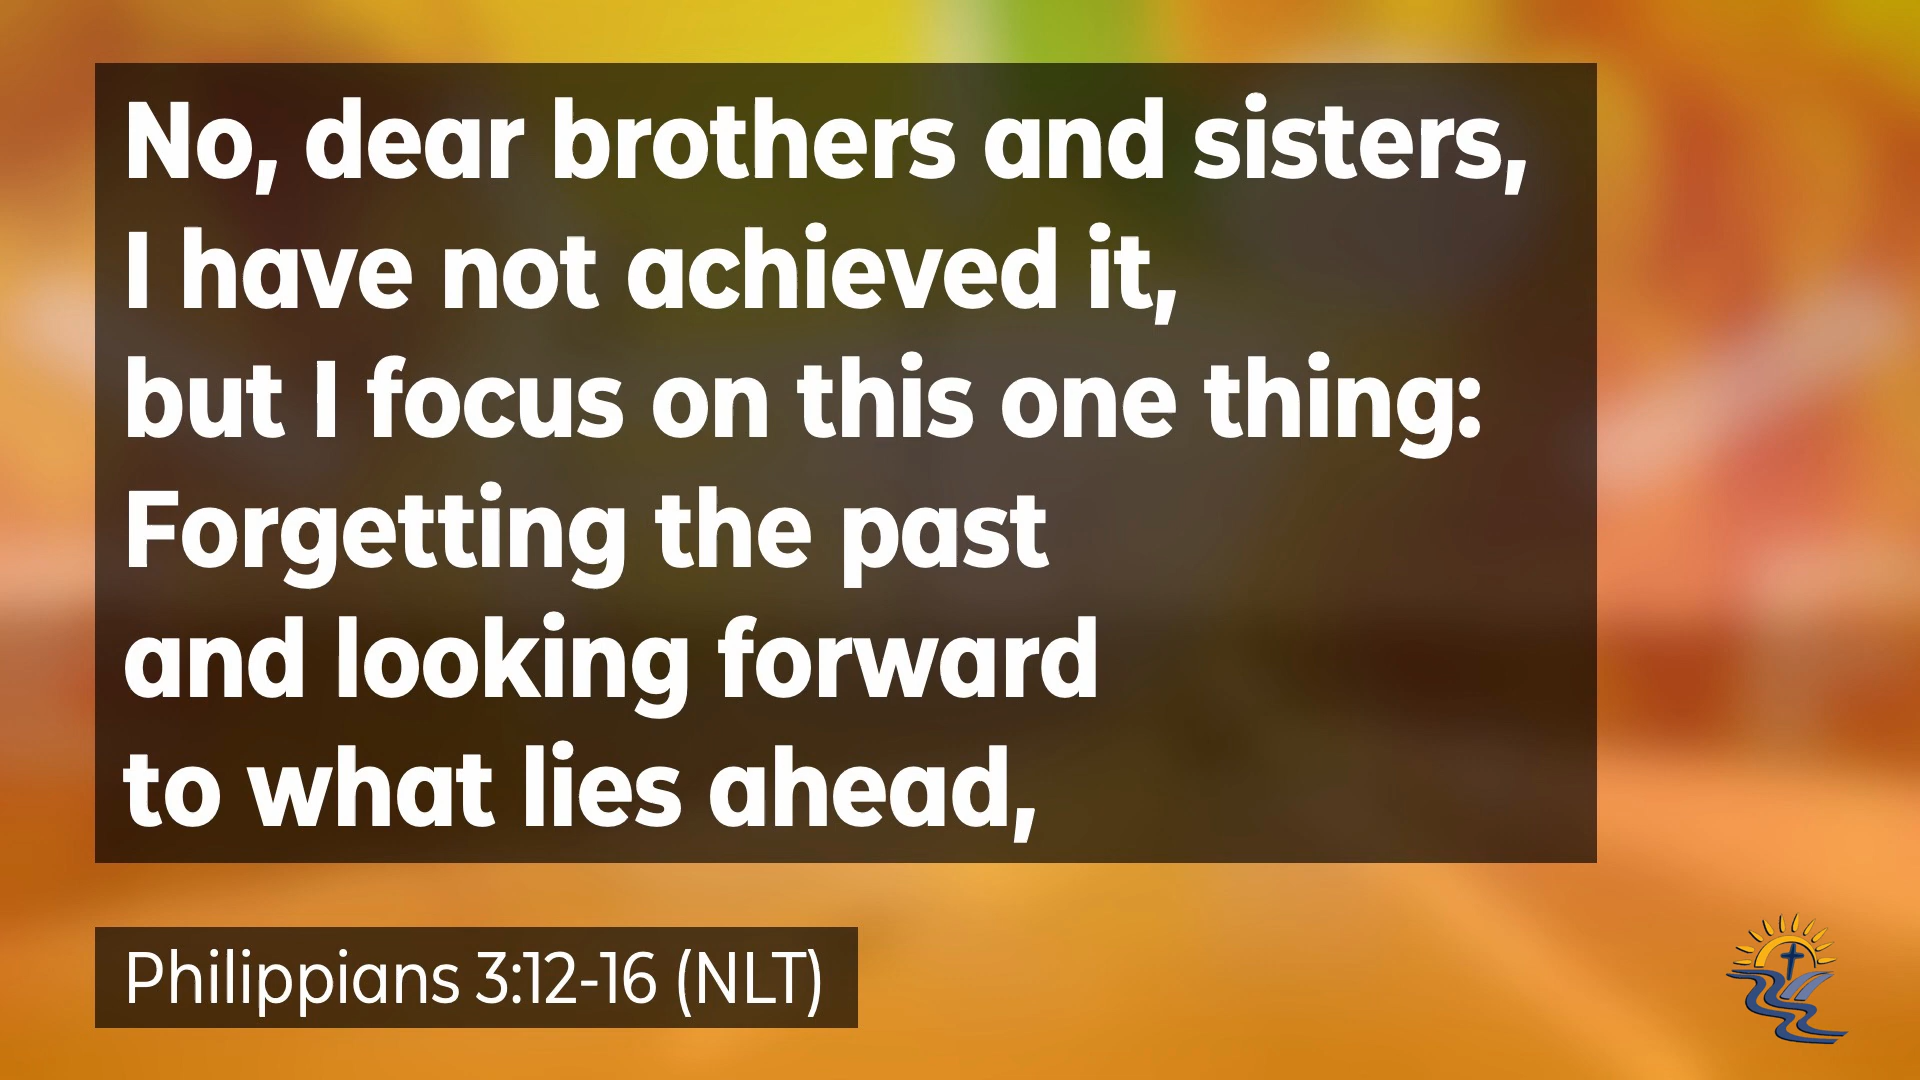 No, dear brothers and sisters,
I have not achieved it,
but I focus on this one thing:
Forgetting the past
and looking forward
to what lies ahead,
Philippians 3:12-16 (NLT)